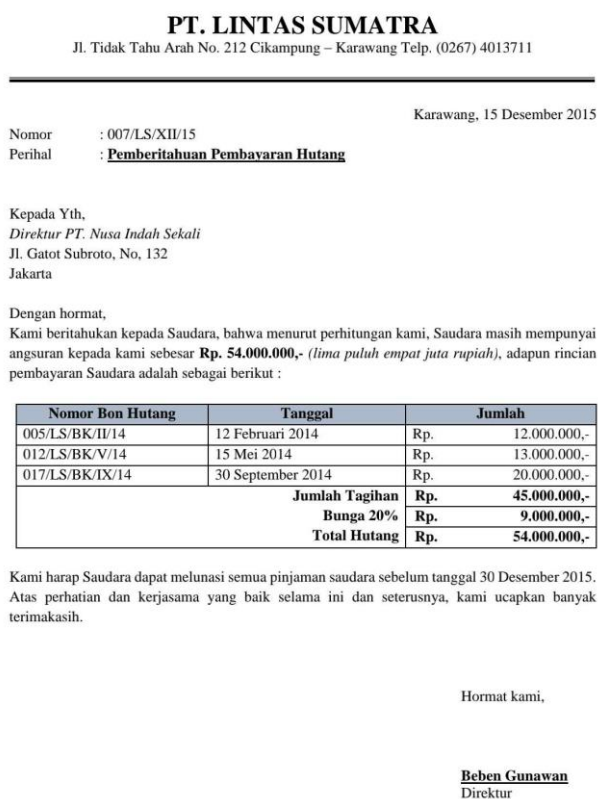 PT. LINTAS SUMATRA
Jl. Tidak Tahu Arah No. 212 Cikampung – Karawang Telp. (0267) 4013711
Karawang, 15 Desember 2015
Nomor : 007/LS/XII/15
Perihal : Pemberitahuan Pembayaran Hutang
Kepada Yth,
Direktur PT. Nusa Indah Sekali
Jl. Gatot Subroto, No, 132
Jakarta
Dengan hormat,
Kami beritahukan kepada Saudara, bahwa menurut perhitungan kami, Saudara masih mempunyai
angsuran kepada kami sebesar Rp. 54.000.000,- (lima puluh empat juta rupiah), adapun rincian
pembayaran Saudara adalah sebagai berikut :
Nomor Bon Hutang Tanggal Jumlah
005/LS/BK/II/14 12 Februari 2014 Rp. 12.000.000,-
012/LS/BK/V/14 15 Mei 2014 Rp. 13.000.000,-
017/LS/BK/IX/14 30 September 2014 Rp. 20.000.000,-
Jumlah Tagihan Rp. 45.000.000,-
Bunga 20% Rp. 9.000.000,-
Total Hutang Rp. 54.000.000,-
Kami harap Saudara dapat melunasi semua pinjaman saudara sebelum tanggal 30 Desember 2015.
Atas perhatian dan kerjasama yang baik selama ini dan seterusnya, kami ucapkan banyak
terimakasih.
Hormat kami,
Beben Gunawan
Direktur